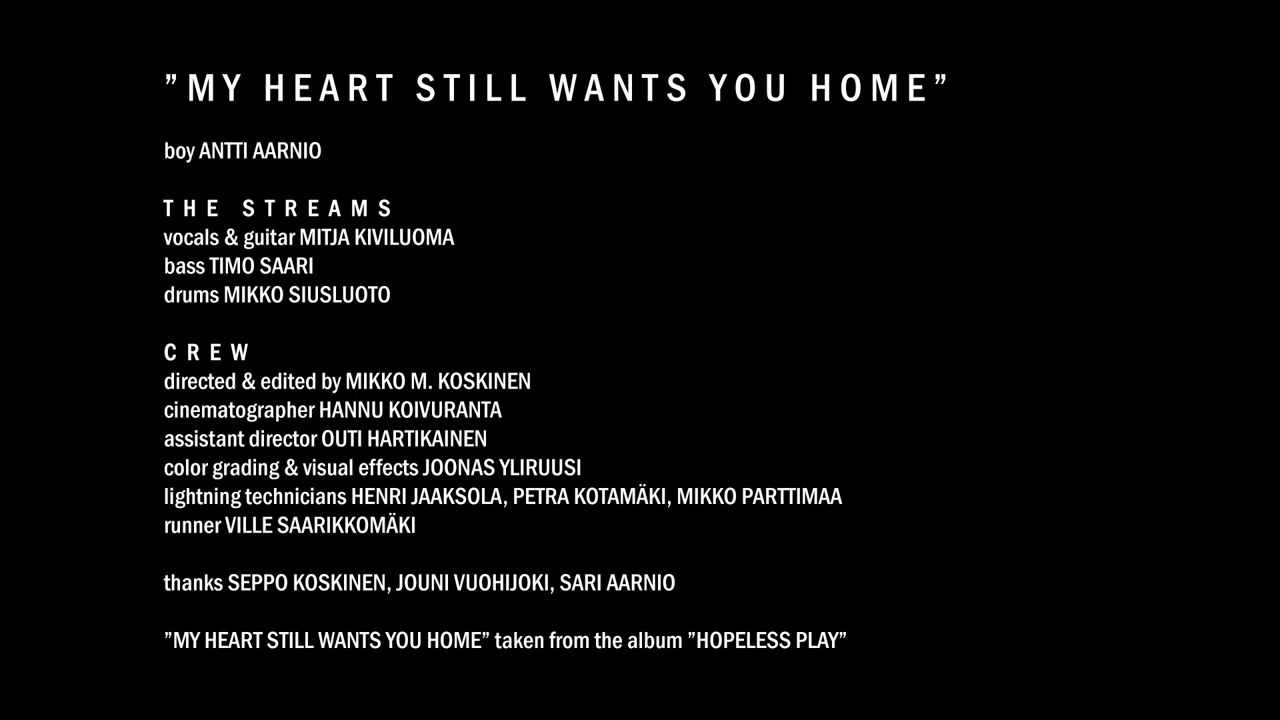 ”MY HEART STILL WANTS YOU HOME”
boy ANTTI AARNIO
THE STREAMS
vocals & guitar MITJA KIVILUOMA
bass TIMO SAARI
drums MIKKO SIUSLUOTO
CREW
directed & edited by MIKKO M. KOSKINEN
cinematographer HANNU KOIVURANTA
assistant director OUTI HARTIKAINEN
color grading & visual effects JOONAS YLIRUUSI
lightning technicians HENRI JAAKSOLA, PETRA KOTAMÄKI, MIKKO PARTTIMAA
runner VILLE SAARIKKOMÄKI
thanks SEPPO KOSKINEN, JOUNI VUOHIJOKI, SARI AARNIO
”MY HEART STILL WANTS YOU HOME” taken from the album ”HOPELESS PLAY”